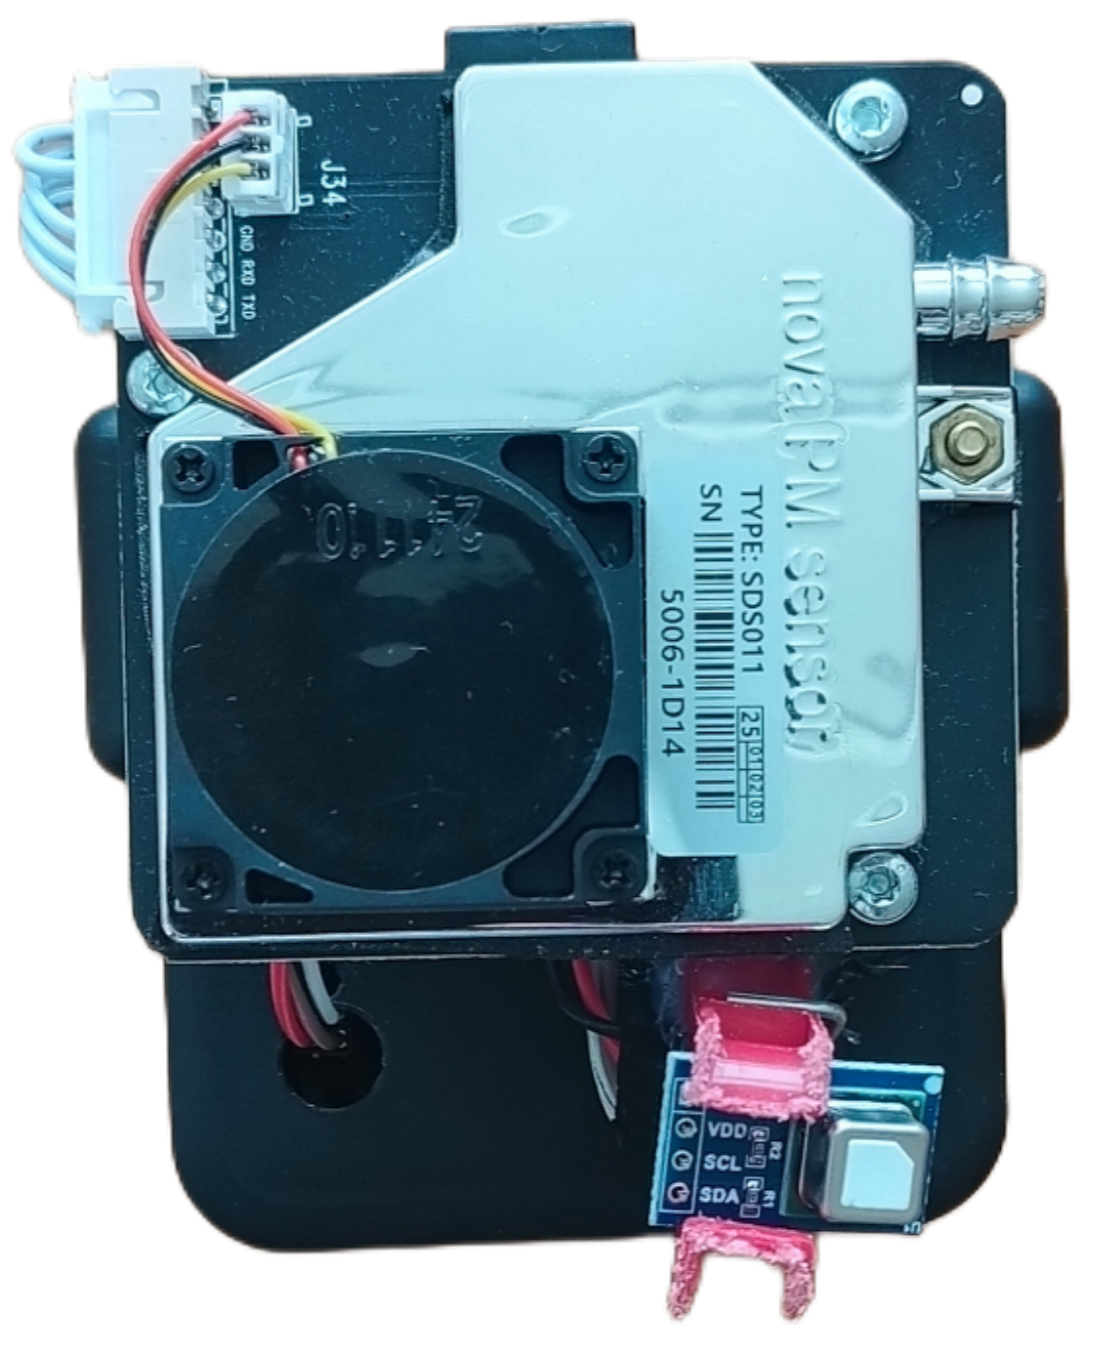 J34
GND RXD TXD
nova PM sensor
TYPE: SDS011
25 01 02 03
SN
5006-1D14
241110
VDD
SCL
SDA
R2
R1